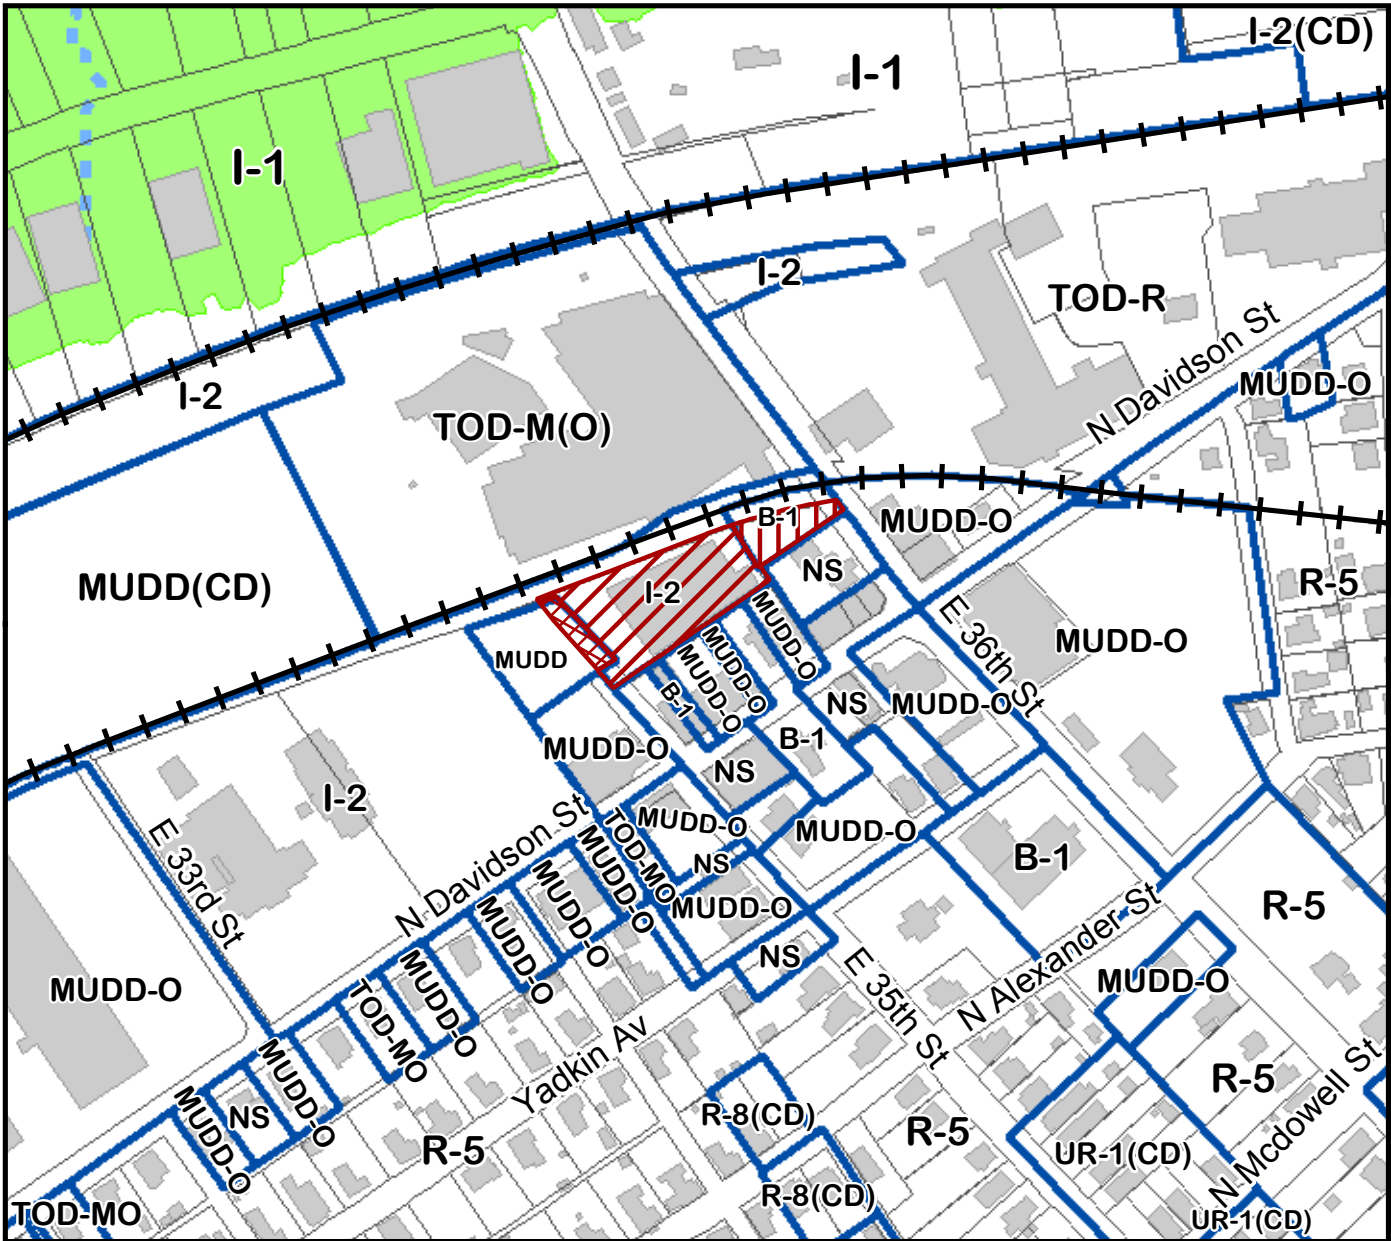 I-2(CD)
I-1
I-1
I-2
TOD-R
I-2
MUDD-O
N Davidson St
TOD-M(O)
B-1
MUDD-O
NS
MUDD(CD)
I-2
R-5
MUDD-O
E 36th St
MUDD-O
MUDD
MUDD-O
MUDD-O
B-1
NS
MUDD-O
B-1
MUDD-O
NS
I-2
N Davidson St
TOD-MO
MUDD-O
MUDD-O
B-1
E 33rd St
MUDD-O
NS
MUDD-O
MUDD-O
R-5
MUDD-O
NS
N Alexander St
MUDD-O
MUDD-O
MUDD-O
TOD-MO
E 35th St
Yadkin Av
MUDD-O
R-5
N Mcdowell St
MUDD-O
NS
R-8(CD)
R-5
R-5
UR-1(CD)
R-8(CD)
TOD-MO
UR-1(CD)